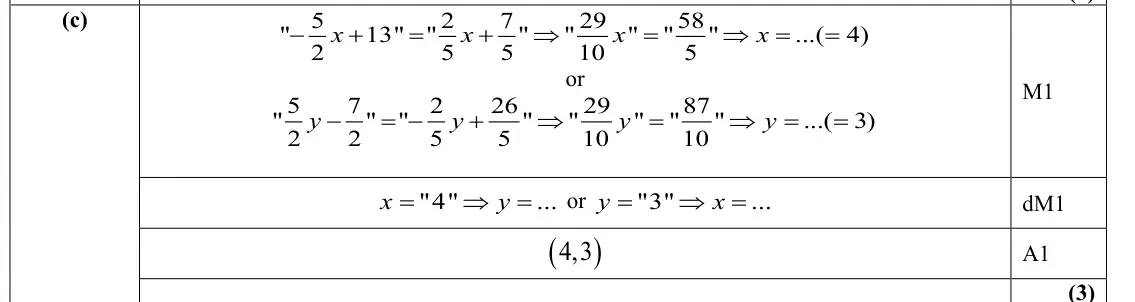 (c)
"−5/2 x + 13" = "2/5 x + 7/5" ⇒ "29/10 x" = "58/5" ⇒ x = ...(= 4)
or
"5/2 y − 7/2" = "−2/5 y + 26/5" ⇒ "29/10 y" = "87/10" ⇒ y = ...(= 3)
M1
x = "4" ⇒ y = ... or y = "3" ⇒ x = ...
dM1
(4,3)
A1
(3)